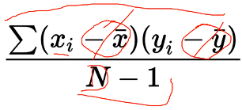 ∑(xᵢ − x̄)(yᵢ − ȳ)
N − 1